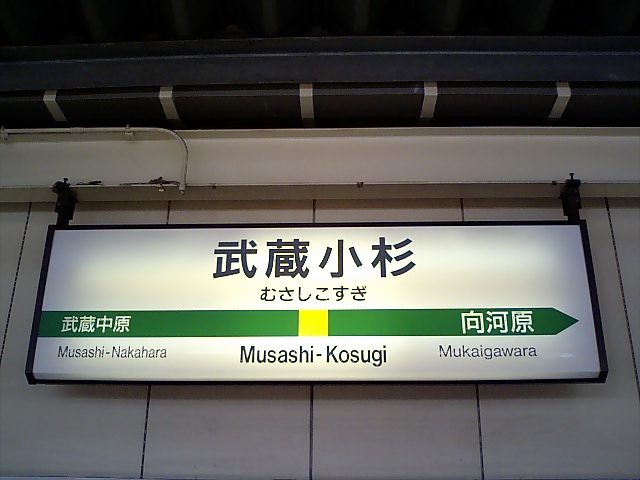 武蔵小杉
むさしこすぎ
武蔵中原 向河原
Musashi-Nakahara Musashi-Kosugi Mukaigawara